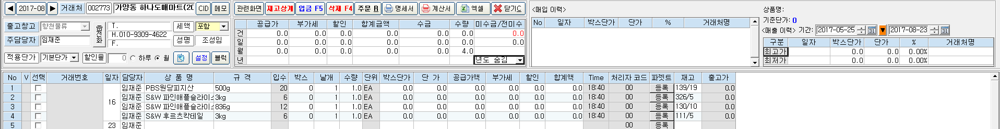 ◀ 2017-08 ▶ 거래처 002773 가양동 하나도매마트(20 CID 메모 관련화면 재고상계 입금 F5 삭제 F4 주문 R 명세서 계산서 엑셀 닫기C
출고창고 향천물류 전화 T. 세액 포함
H.010-9309-4622
주담당자 임재준 F. 성명 조성임
적용단가 기본단가 할인율 0 하루 월 설정 블럭
공급가 부가세 할인 합계금액 수금 수량 미수금/전미수
건 0.0 0.0 0.0 0.0 0.0 0.0 0.0
일 0.0 0.0 0.0 0.0 0.0 0.0 0.0
월 0.0 0.0 0.0 0.0 0.0 4.0
년 년도 숨김
<매입 이력>
No 일자 박스단가 단가 % 거래처명
상품명:
기준단가: 0
<매출 이력> 기간: 2017-05-25 31 ▼ 2017-08-23 31
구분 일자 박스단가 단가 % 거래처명
최고가 0.0 0.0 0.00%
최저가 0.0 0.0 0.00%
No V 선택 거래번호 일자 담당자 상 품 명 규 격 입수 박스 낱개 수량 단위 박스단가 단 가 공급가액 부가세 할인 합계액 Time 처리자 코드 파렛트 재고 출고가
1 임재준 PBS원당피지산 500g 20 0 1 1.0 EA 0.0 0.0 0.0 0.0 0.0 0.0 18:40 00 등록 139/19 0.0
2 임재준 S&W 파인애플슬라이스 3kg 6 0 1 1.0 EA 0.0 0.0 0.0 0.0 0.0 0.0 18:40 00 등록 326/5 0.0
16
3 임재준 S&W 파인애플슬라이스 836g 12 0 1 1.0 EA 0.0 0.0 0.0 0.0 0.0 0.0 18:40 00 등록 130/10 0.0
4 임재준 S&W 후르츠칵테일 3kg 6 0 1 1.0 EA 0.0 0.0 0.0 0.0 0.0 0.0 18:40 00 등록 111/5 0.0
5 23 임재준 00 등록 0.0